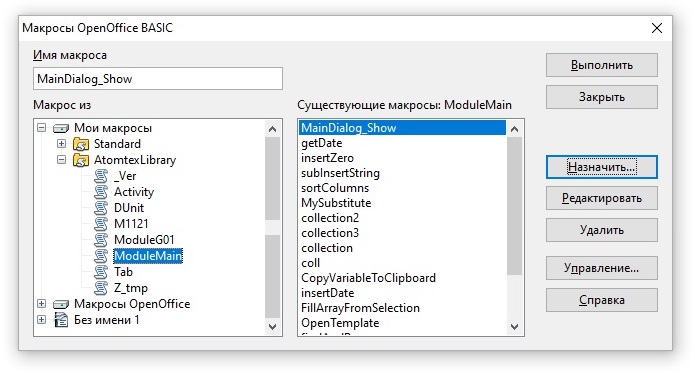 Макросы OpenOffice BASIC
Имя макроса
MainDialog_Show
Выполнить
Закрыть
Макрос из
Мои макросы
Standard
AtomtexLibrary
_Ver
Activity
DUnit
M1121
ModuleG01
ModuleMain
Tab
Z_tmp
Макросы OpenOffice
Без имени 1
Существующие макросы: ModuleMain
MainDialog_Show
getDate
insertZero
subInsertString
sortColumns
MySubstitute
collection2
collection3
collection
coll
CopyVariableToClipboard
insertDate
FillArrayFromSelection
OpenTemplate
Назначить...
Редактировать
Удалить
Управление...
Справка